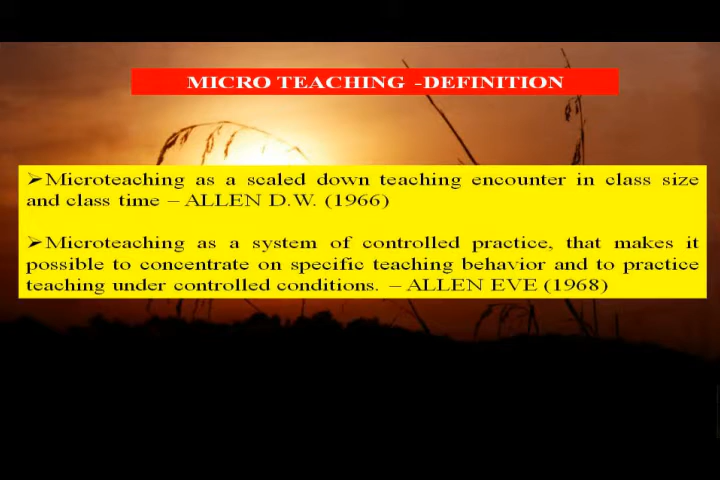 MICRO TEACHING -DEFINITION
➢Microteaching as a scaled down teaching encounter in class size
and class time – ALLEN D.W. (1966)
➢Microteaching as a system of controlled practice, that makes it
possible to concentrate on specific teaching behavior and to practice
teaching under controlled conditions. – ALLEN EVE (1968)